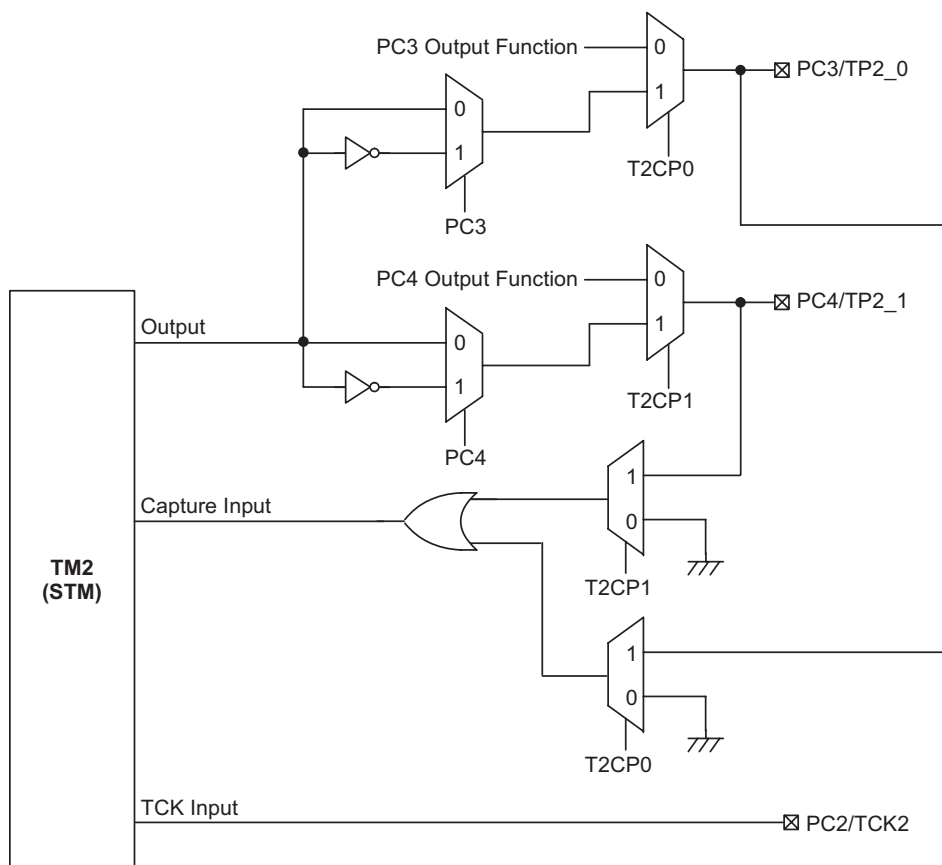 PC3 Output Function
0
1
PC3/TP2_0
T2CP0
0
1
PC3
PC4 Output Function
0
1
PC4/TP2_1
T2CP1
Output
0
1
PC4
Capture Input
1
0
T2CP1
TM2
(STM)
1
0
T2CP0
TCK Input
PC2/TCK2